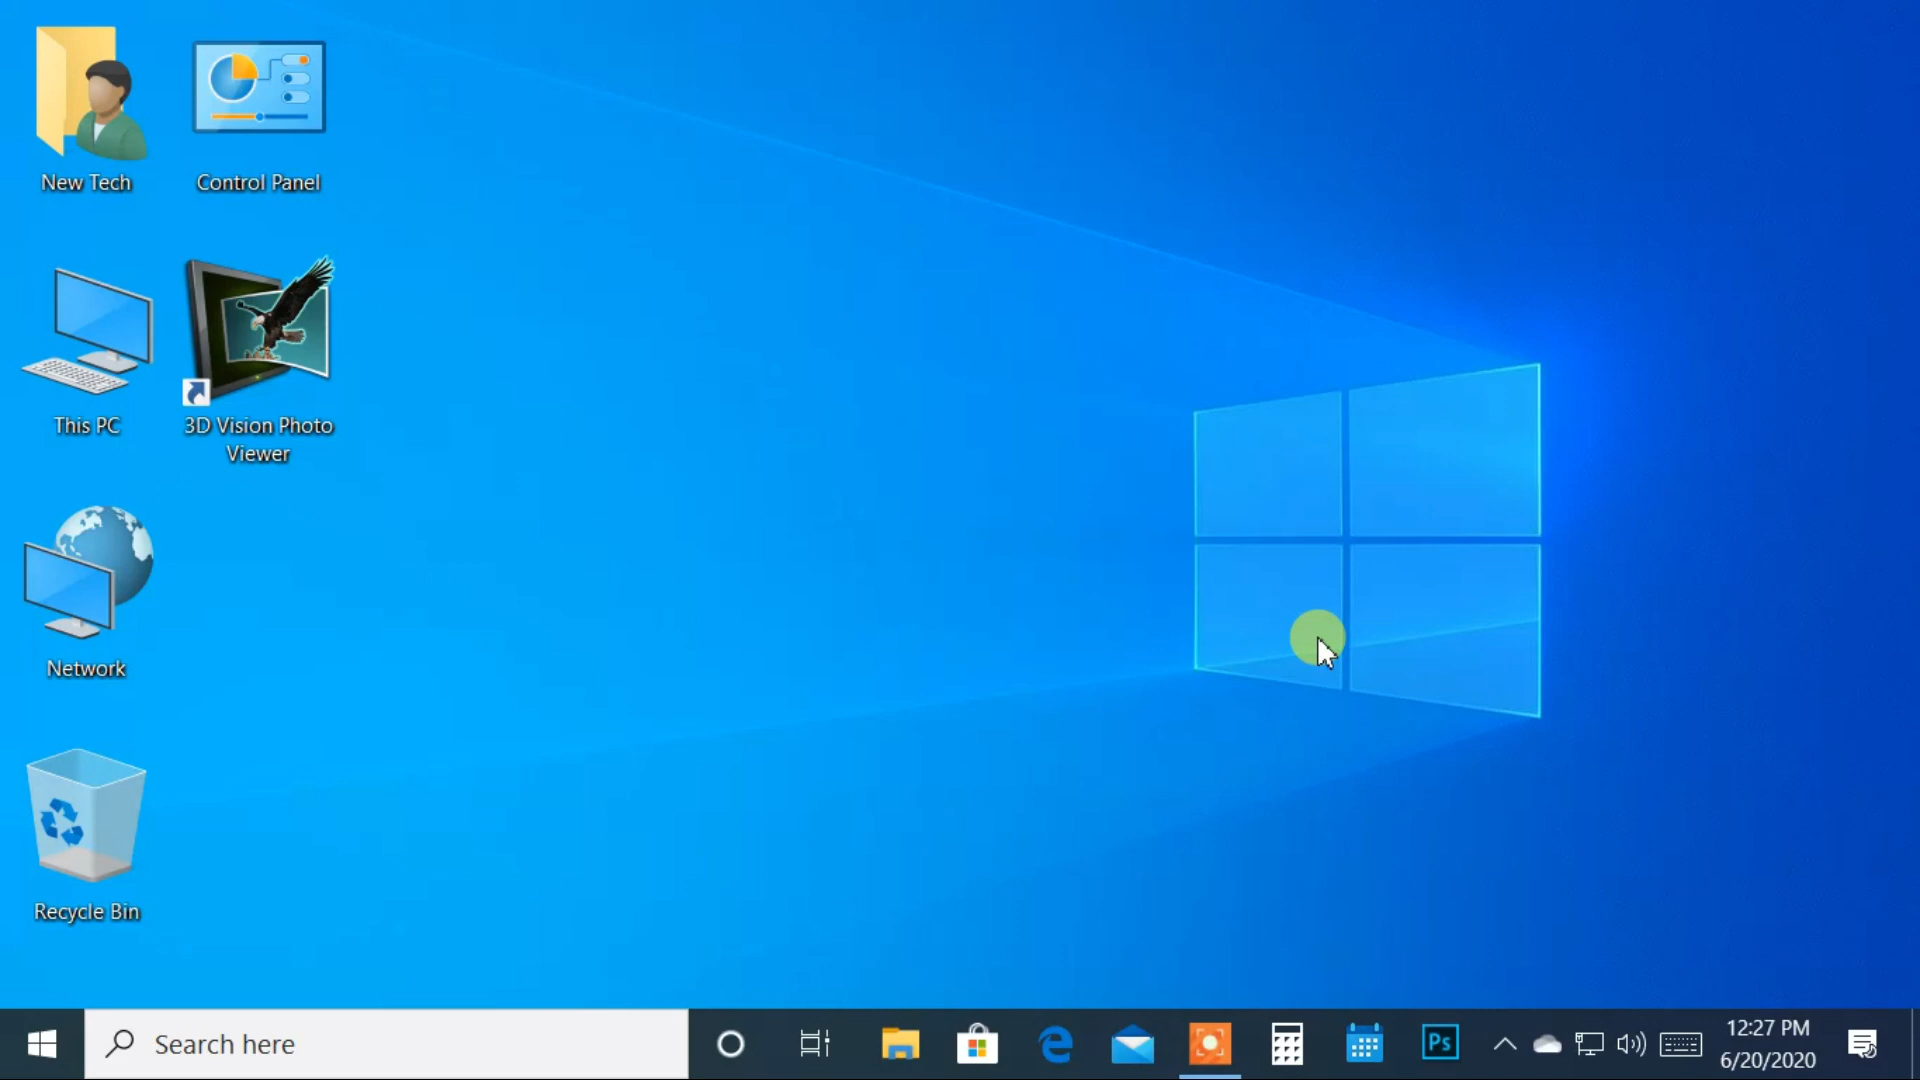 New Tech
Control Panel
This PC
3D Vision Photo
Viewer
Network
Recycle Bin
Search here
Ps
12:27 PM
6/20/2020